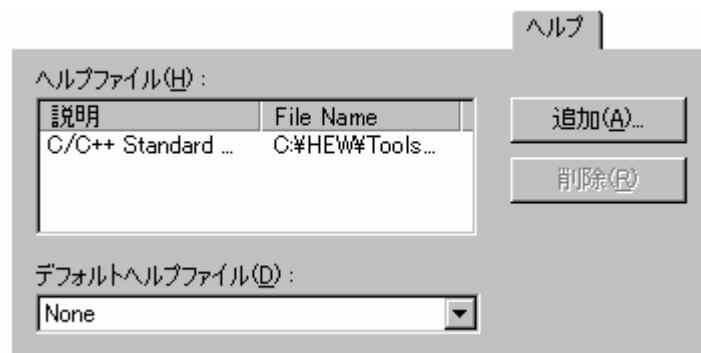 ヘルプ
ヘルプファイル(H):
説明 File Name
C/C++ Standard ... C:¥HEW¥Tools...
追加(A)...
削除(R)
デフォルトヘルプファイル(D):
None